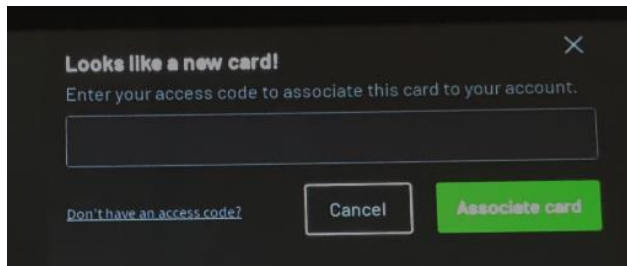 Looks like a new card!
Enter your access code to associate this card to your account.
Don't have an access code?
Cancel
Associate card